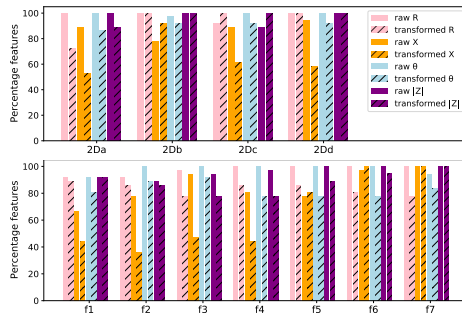 Percentage features
100
80
60
40
20
0
2Da
2Db
2Dc
2Dd
raw R
transformed R
raw X
transformed X
raw θ
transformed θ
raw |Z|
transformed |Z|
Percentage features
100
80
60
40
20
0
f1
f2
f3
f4
f5
f6
f7